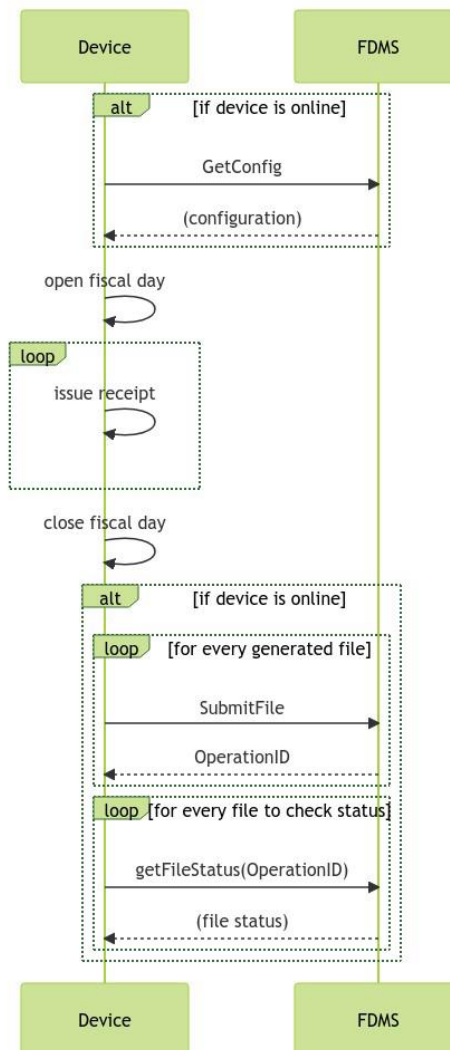 Device FDMS
alt [if device is online]
GetConfig
(configuration)
open fiscal day
loop
issue receipt
close fiscal day
alt [if device is online]
loop [for every generated file]
SubmitFile
OperationID
loop [for every file to check status]
getFileStatus(OperationID)
(file status)
Device FDMS